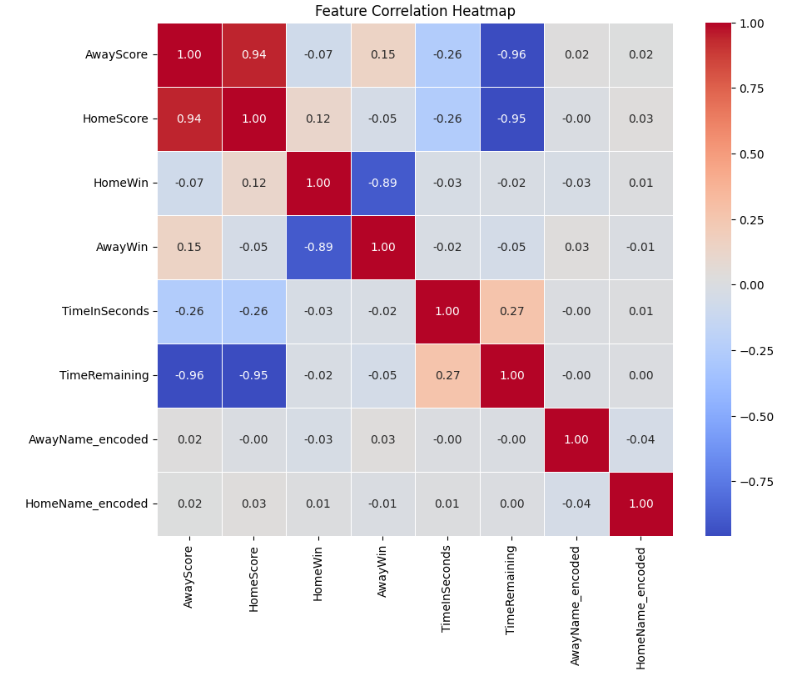 Feature Correlation Heatmap
AwayScore 1.00 0.94 -0.07 0.15 -0.26 -0.96 0.02 0.02
HomeScore 0.94 1.00 0.12 -0.05 -0.26 -0.95 -0.00 0.03
HomeWin -0.07 0.12 1.00 -0.89 -0.03 -0.02 -0.03 0.01
AwayWin 0.15 -0.05 -0.89 1.00 -0.02 -0.05 0.03 -0.01
TimeInSeconds -0.26 -0.26 -0.03 -0.02 1.00 0.27 -0.00 0.01
TimeRemaining -0.96 -0.95 -0.02 -0.05 0.27 1.00 -0.00 0.00
AwayName_encoded 0.02 -0.00 -0.03 0.03 -0.00 -0.00 1.00 -0.04
HomeName_encoded 0.02 0.03 0.01 -0.01 0.01 0.00 -0.04 1.00
AwayScore
HomeScore
HomeWin
AwayWin
TimeInSeconds
TimeRemaining
AwayName_encoded
HomeName_encoded
1.00
0.75
0.50
0.25
0.00
−0.25
−0.50
−0.75